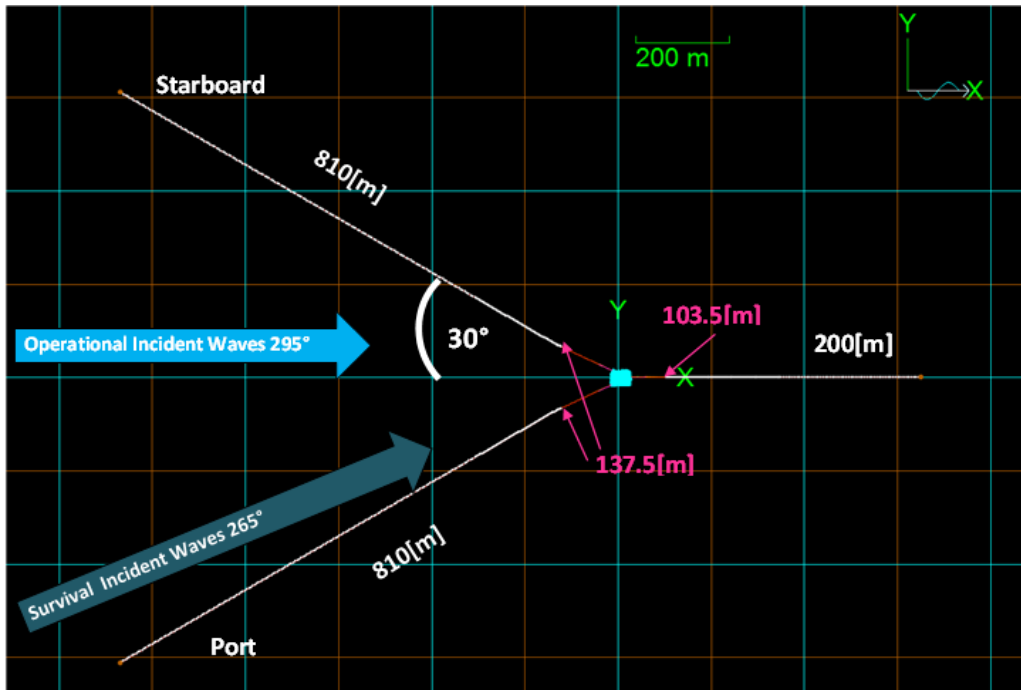 Y
200 m
X
Starboard
810[m]
Operational Incident Waves 295°
30°
Y
103.5[m]
200[m]
X
137.5[m]
Survival Incident Waves 265°
810[m]
Port